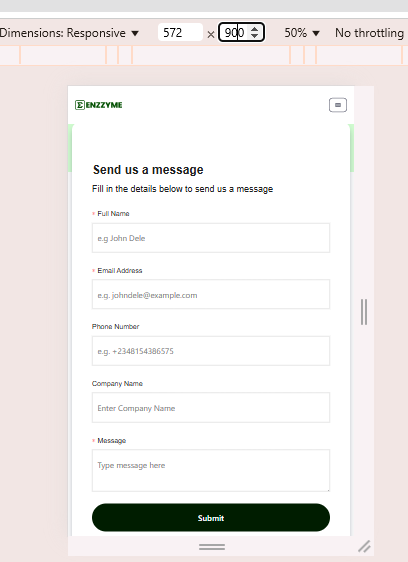 Dimensions: Responsive ▼ 572 × 900 50% ▼ No throttling
ENZZYME
Send us a message
Fill in the details below to send us a message
* Full Name
e.g John Dele
* Email Address
e.g. johndele@example.com
Phone Number
e.g. +2348154386575
Company Name
Enter Company Name
* Message
Type message here
Submit